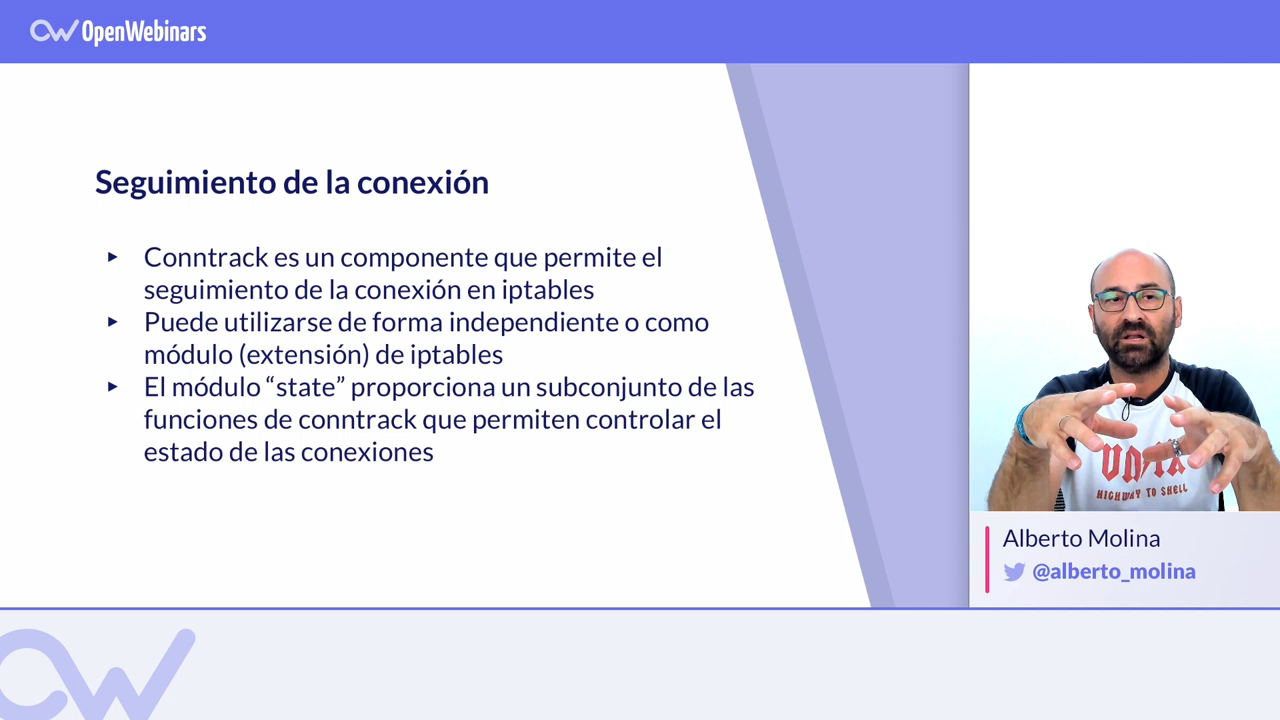 OpenWebinars
Seguimiento de la conexión
▸ Conntrack es un componente que permite el
seguimiento de la conexión en iptables
▸ Puede utilizarse de forma independiente o como
módulo (extensión) de iptables
▸ El módulo “state” proporciona un subconjunto de las
funciones de conntrack que permiten controlar el
estado de las conexiones
HIGHWAY TO SHELL
Alberto Molina
@alberto_molina